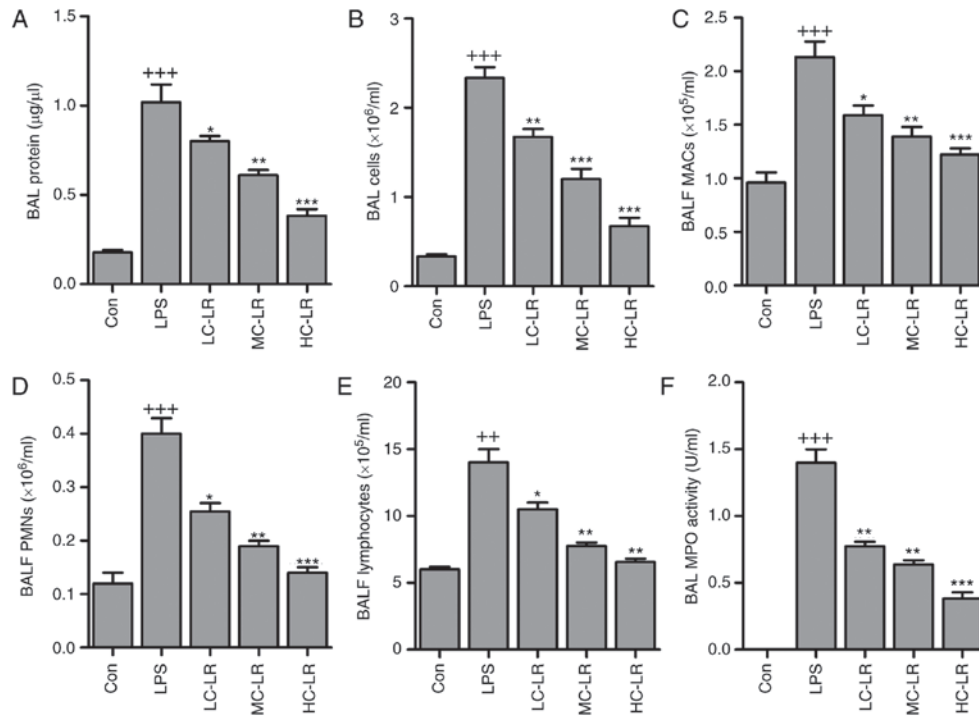 A
BAL protein (μg/μl)
1.5
1.0
0.5
0.0
+++
*
**
***
Con
LPS
LC-LR
MC-LR
HC-LR
B
BAL cells (×10⁶/ml)
3
2
1
0
+++
**
***
***
Con
LPS
LC-LR
MC-LR
HC-LR
C
BALF MACs (×10⁵/ml)
2.5
2.0
1.5
1.0
0.5
0.0
+++
*
**
***
Con
LPS
LC-LR
MC-LR
HC-LR
D
BALF PMNs (×10⁶/ml)
0.5
0.4
0.3
0.2
0.1
0.0
+++
*
**
***
Con
LPS
LC-LR
MC-LR
HC-LR
E
BALF lymphocytes (×10⁵/ml)
20
15
10
5
0
++
*
**
**
Con
LPS
LC-LR
MC-LR
HC-LR
F
BAL MPO activity (U/ml)
2.0
1.5
1.0
0.5
0.0
+++
**
**
***
Con
LPS
LC-LR
MC-LR
HC-LR